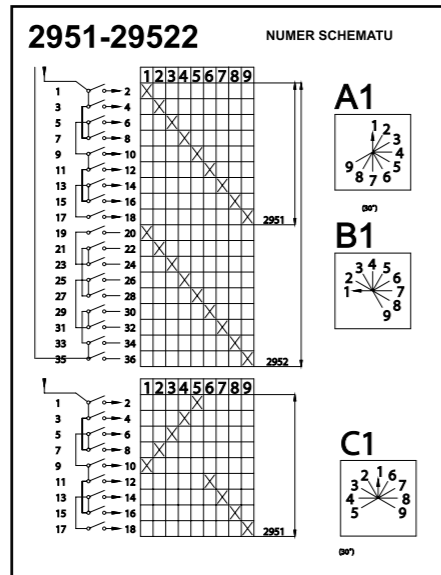 2951-29522 NUMER SCHEMATU
1 2 3 4 5 6 7 8 9
1 2 X
3 4 X
5 6 X
7 8 X
9 10 X
11 12 X
13 14 X
15 16 X
17 18 X
2951
19 20 X
21 22 X
23 24 X
25 26 X
27 28 X
29 30 X
31 32 X
33 34 X
35 36 X
2952
A1
1 2 3 4 5 6 7 8 9
(30°)
B1
1 2 3 4 5 6 7 8 9
1 2 3 4 5 6 7 8 9
1 2 X
3 4 X
5 6 X
7 8 X
9 10 X
11 12 X
13 14 X
15 16 X
17 18 X
2951
C1
5 4 3 2 1 6 7 8 9
(30°)